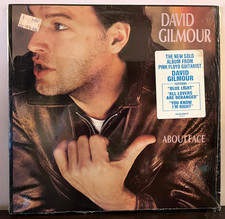 DAVID
GILMOUR
THE NEW SOLO
ALBUM FROM
PINK FLOYD GUITARIST
DAVID
GILMOUR
"BLUE LIGHT"
"ALL LOVERS
ARE DERANGED"
"YOU KNOW
I'M RIGHT"
ABOUT FACE